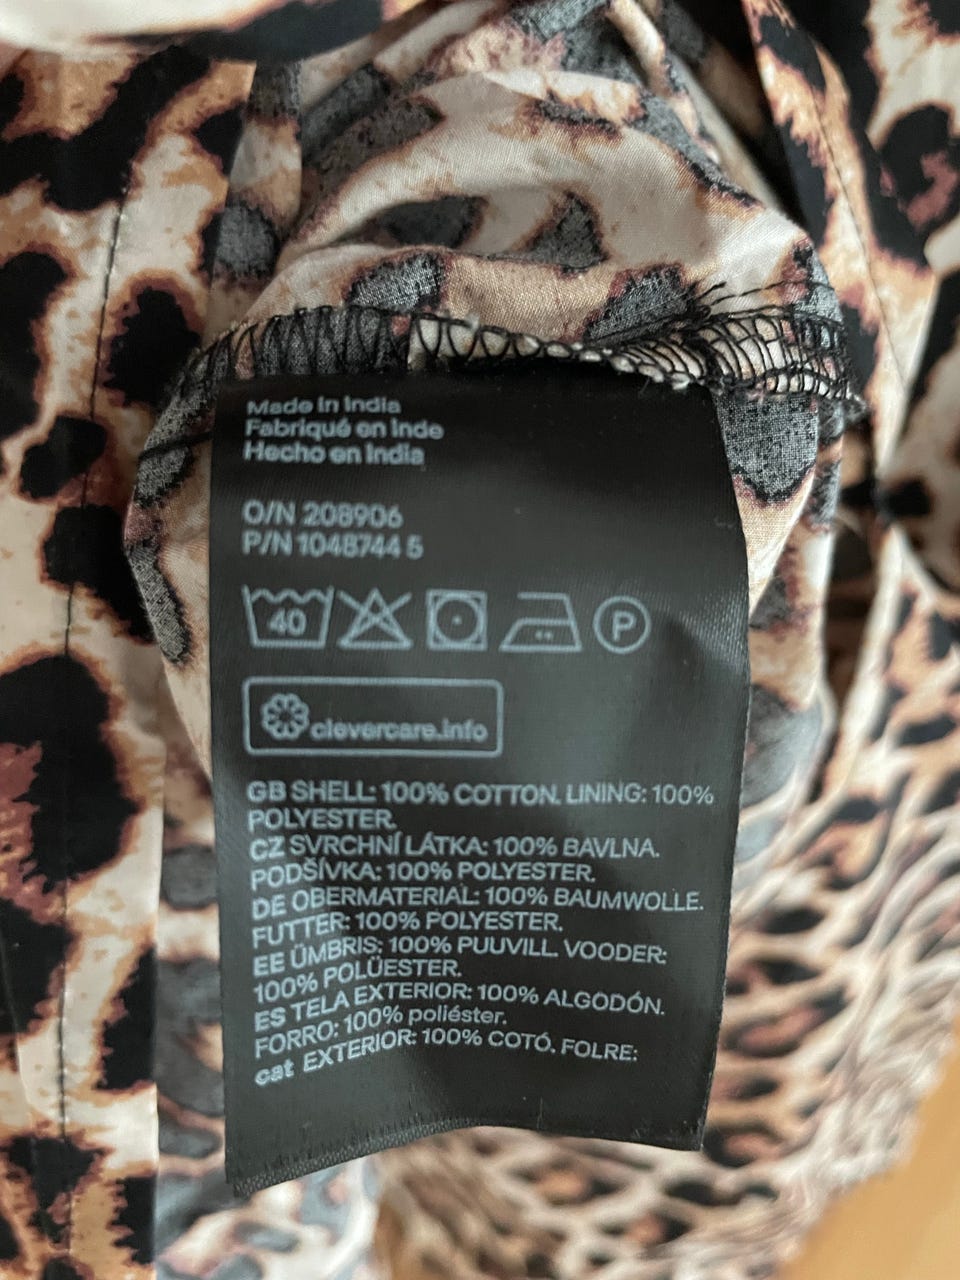 Made in India
Fabriqué en Inde
Hecho en India
O/N 208906
P/N 1048744 5
40
P
clevercare.info
GB SHELL: 100% COTTON. LINING: 100%
POLYESTER.
CZ SVRCHNÍ LÁTKA: 100% BAVLNA.
PODŠÍVKA: 100% POLYESTER.
DE OBERMATERIAL: 100% BAUMWOLLE.
FUTTER: 100% POLYESTER.
EE ÜMBRIS: 100% PUUVILL. VOODER:
100% POLÜESTER.
ES TELA EXTERIOR: 100% ALGODÓN.
FORRO: 100% poliéster.
cat EXTERIOR: 100% COTÓ. FOLRE: